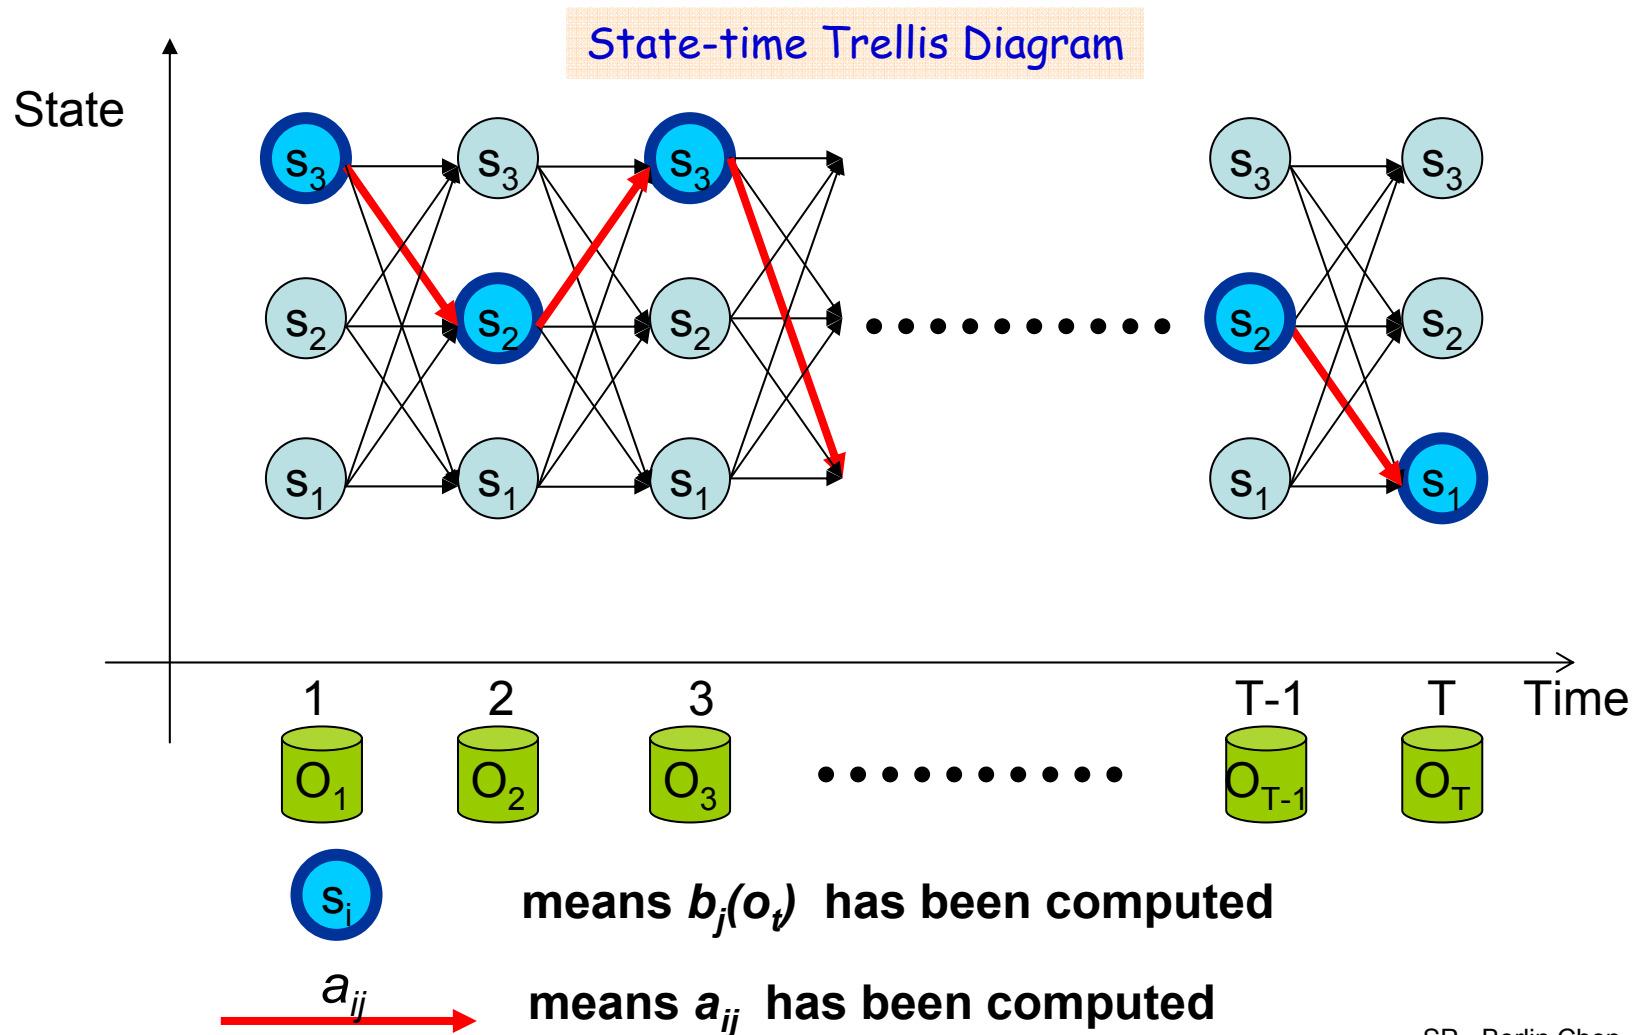 State-time Trellis Diagram
State
s3 s3 s3 s3 s3
s2 s2 s2 s2 s2
s1 s1 s1 s1 s1
1 2 3 T-1 T Time
O1 O2 O3 OT-1 OT
si means bj(ot) has been computed
aij means aij has been computed